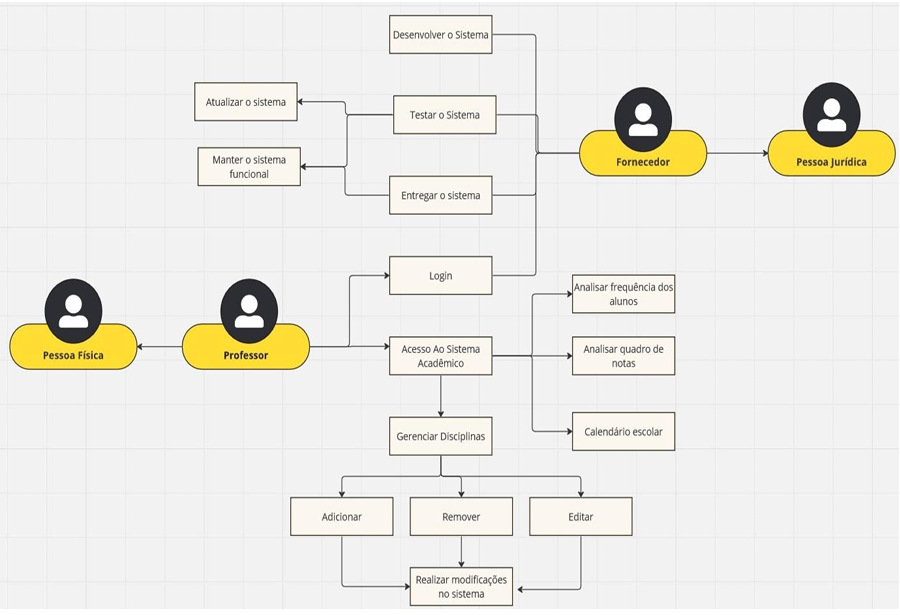 Desenvolver o Sistema
Atualizar o sistema
Testar o Sistema
Manter o sistema
funcional
Fornecedor
Pessoa Jurídica
Entregar o sistema
Login
Analisar frequência dos
alunos
Pessoa Física
Professor
Acesso Ao Sistema
Acadêmico
Analisar quadro de
notas
Gerenciar Disciplinas
Calendário escolar
Adicionar
Remover
Editar
Realizar modificações
no sistema